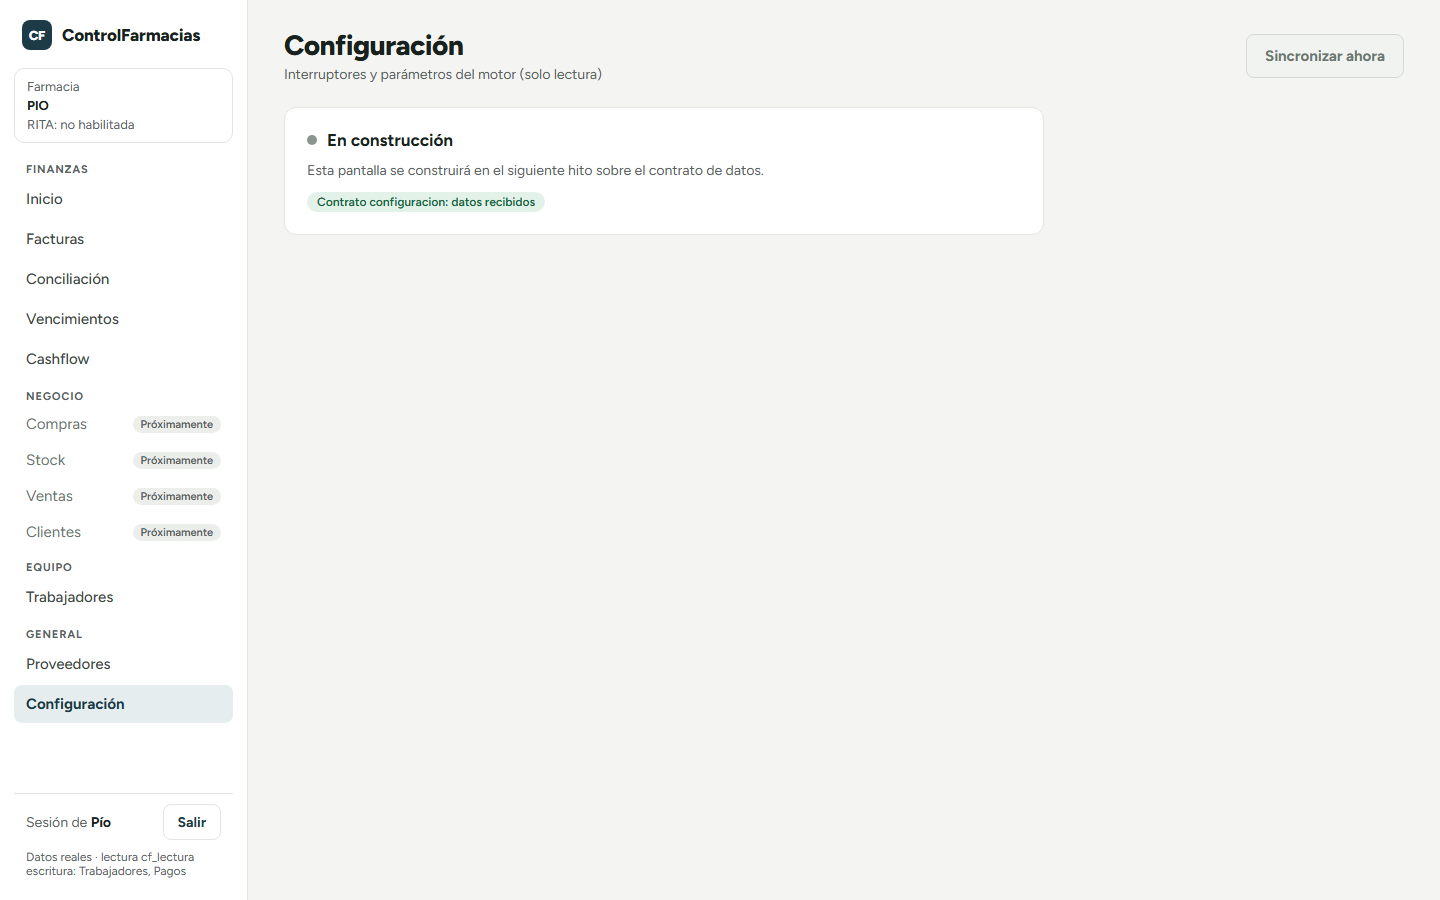 CF ControlFarmacias
Farmacia
PIO
RITA: no habilitada
FINANZAS
Inicio
Facturas
Conciliación
Vencimientos
Cashflow
NEGOCIO
Compras Próximamente
Stock Próximamente
Ventas Próximamente
Clientes Próximamente
EQUIPO
Trabajadores
GENERAL
Proveedores
Configuración
Sesión de Pío Salir
Datos reales · lectura cf_lectura
escritura: Trabajadores, Pagos
Configuración
Interruptores y parámetros del motor (solo lectura)
Sincronizar ahora
En construcción
Esta pantalla se construirá en el siguiente hito sobre el contrato de datos.
Contrato configuracion: datos recibidos